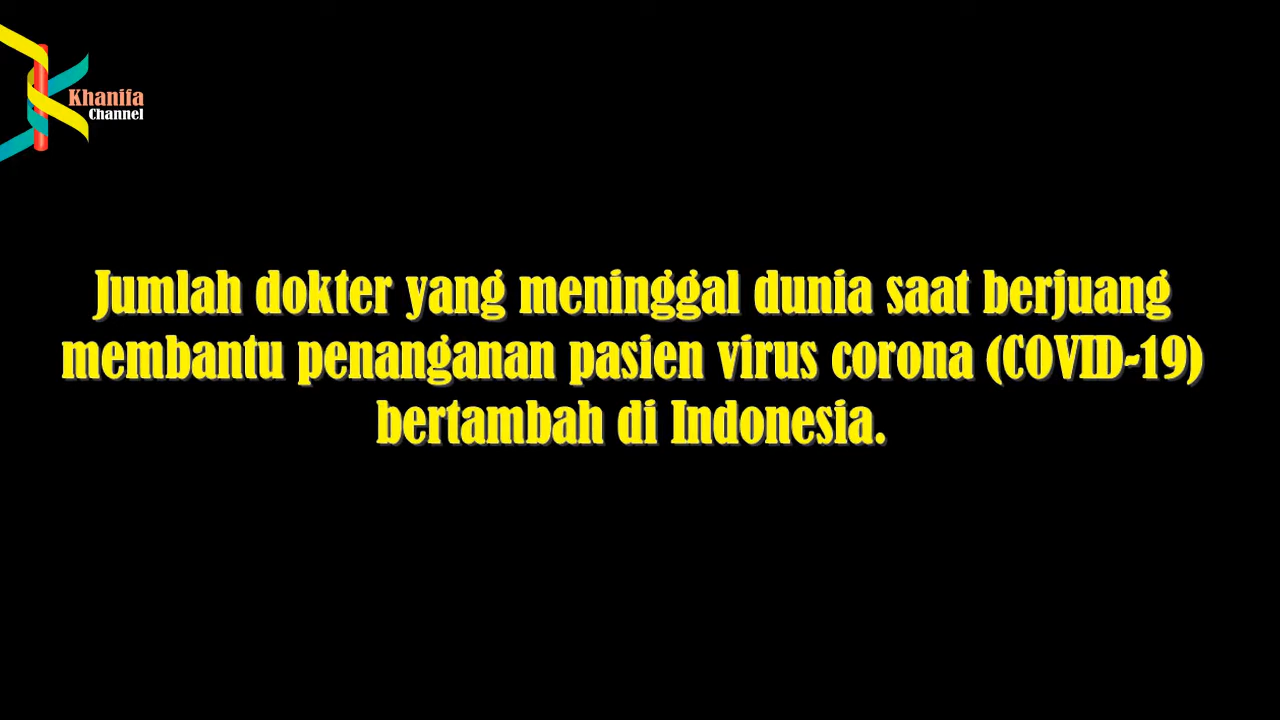 Khanifa
Channel
Jumlah dokter yang meninggal dunia saat berjuang
membantu penanganan pasien virus corona (COVID-19)
bertambah di Indonesia.